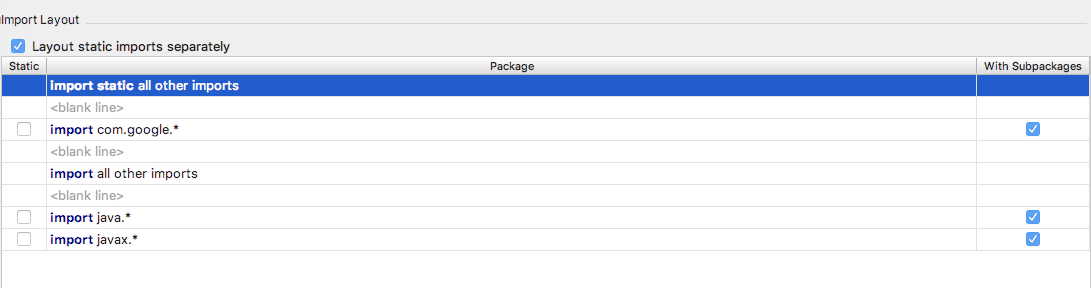 Import Layout
Layout static imports separately
Static Package With Subpackages
import static all other imports
<blank line>
import com.google.*
<blank line>
import all other imports
<blank line>
import java.*
import javax.*